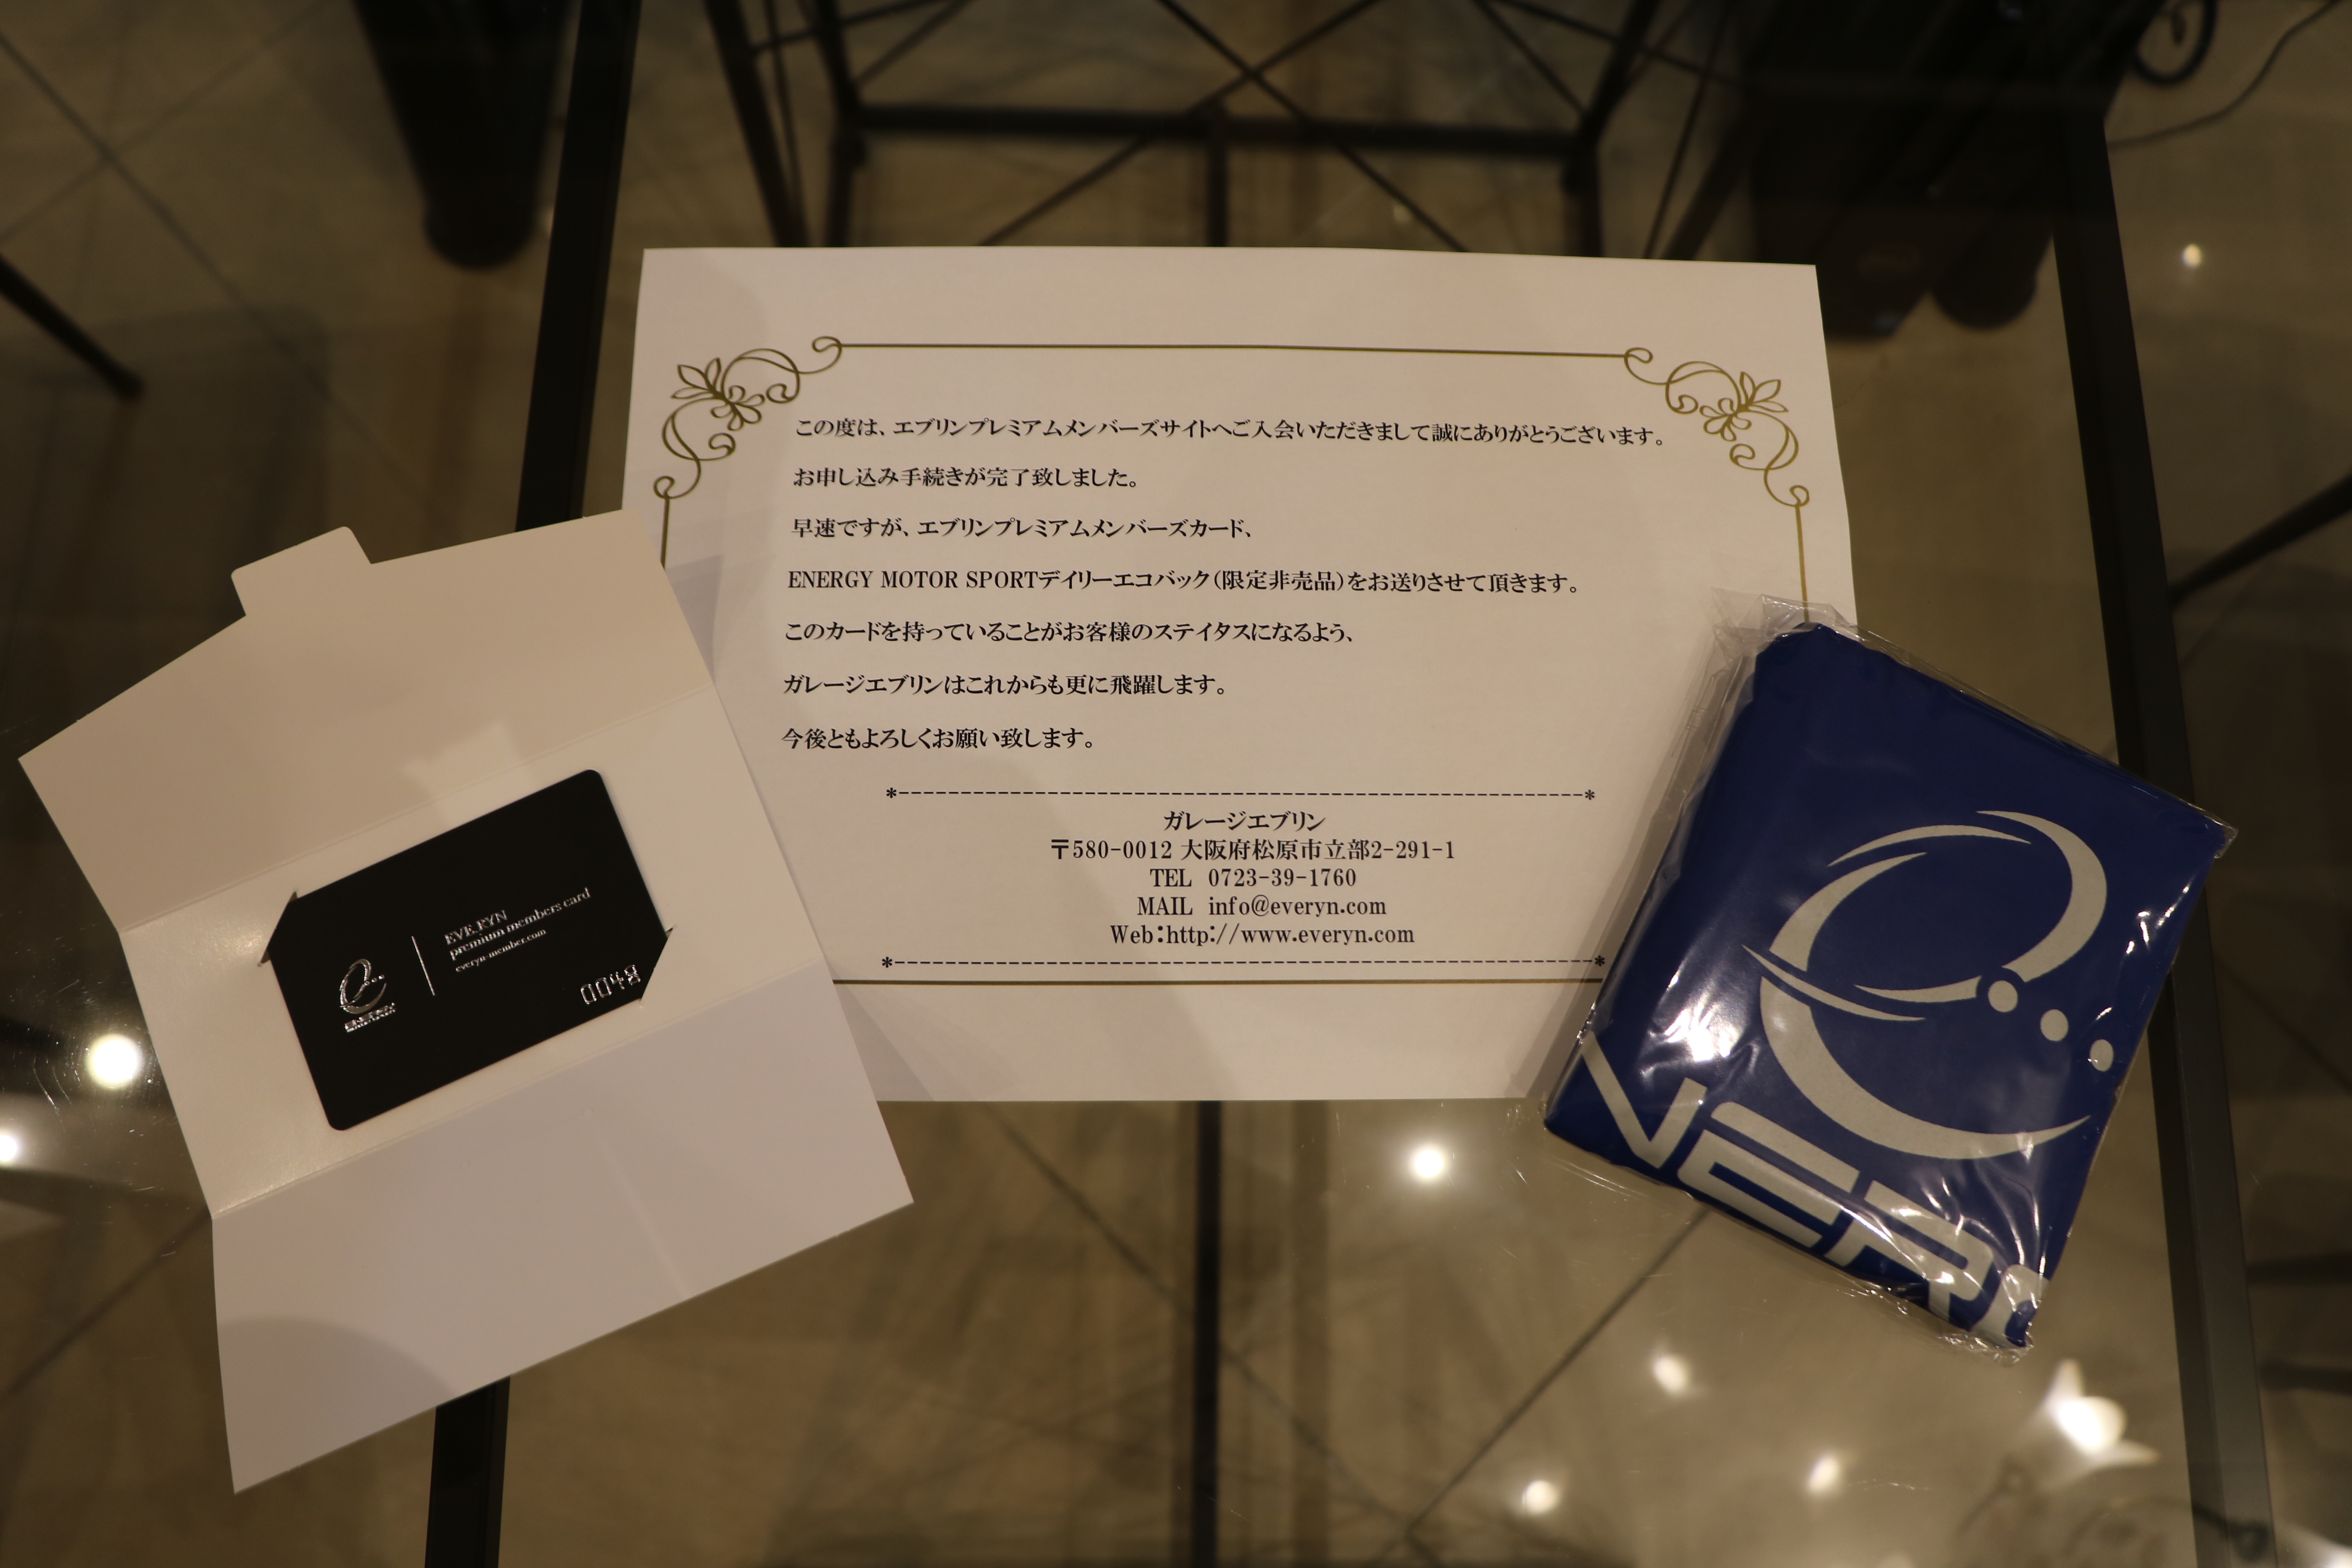 この度は、エブリンプレミアムメンバーズサイトへご入会いただきまして誠にありがとうございます。
お申し込み手続きが完了致しました。
早速ですが、エブリンプレミアムメンバーズカード、
ENERGY MOTOR SPORTデイリーエコバック(限定非売品)をお送りさせて頂きます。
このカードを持っていることがお客様のステイタスになるよう、
ガレージエブリンはこれからも更に飛躍します。
今後ともよろしくお願い致します。
*---------------------------------------------------------*
ガレージエブリン
〒580-0012 大阪府松原市立部2-291-1
TEL 0723-39-1760
MAIL info@everyn.com
Web:http://www.everyn.com
*---------------------------------------------------------*
EVE.RYN
premium members card
everyn-member.com
0048
NER